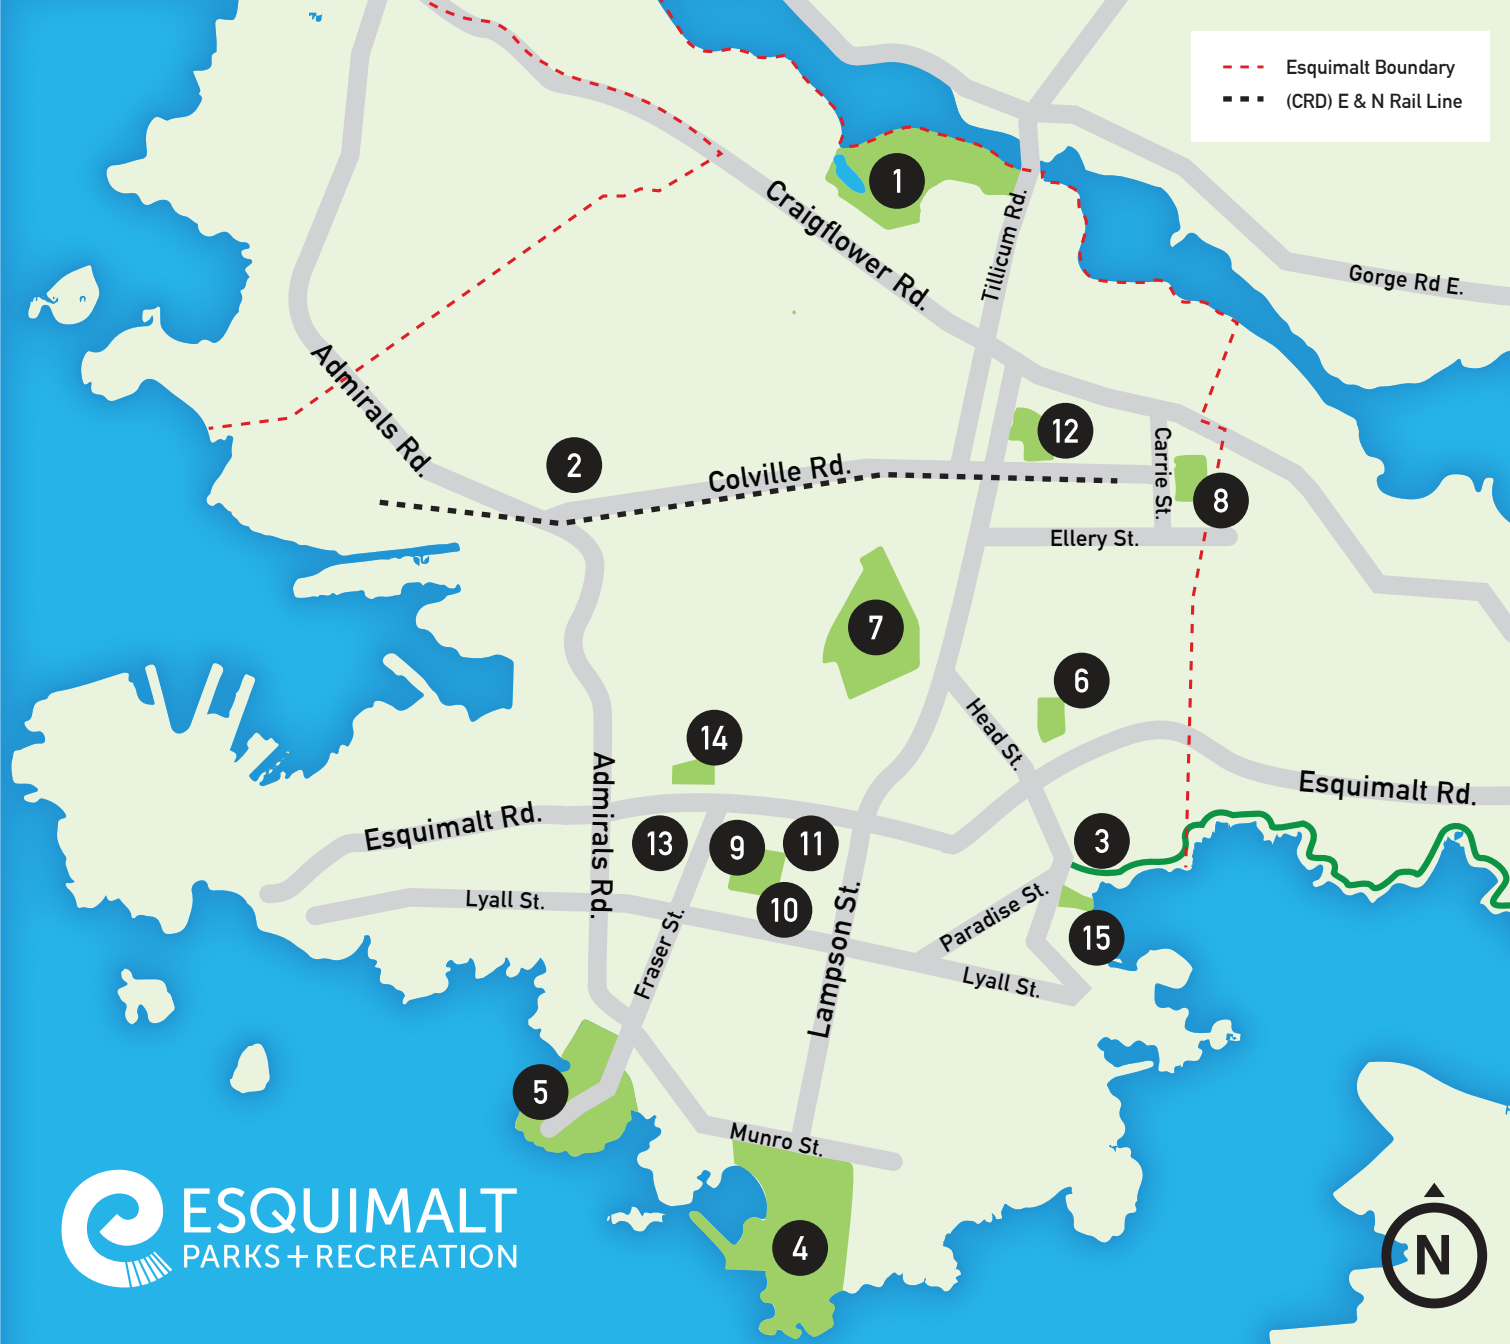 Esquimalt Boundary
(CRD) E & N Rail Line
1
Craigflower Rd.
Tillicum Rd.
Gorge Rd E.
Admirals Rd.
12
2
Colville Rd.
Carrie St.
8
Ellery St.
7
6
Head St.
14
Admirals Rd.
Esquimalt Rd.
Esquimalt Rd.
13
9
11
3
Lyall St.
10
Paradise St.
15
Fraser St.
Lampson St.
Lyall St.
5
Munro St.
4
ESQUIMALT
PARKS+RECREATION
N